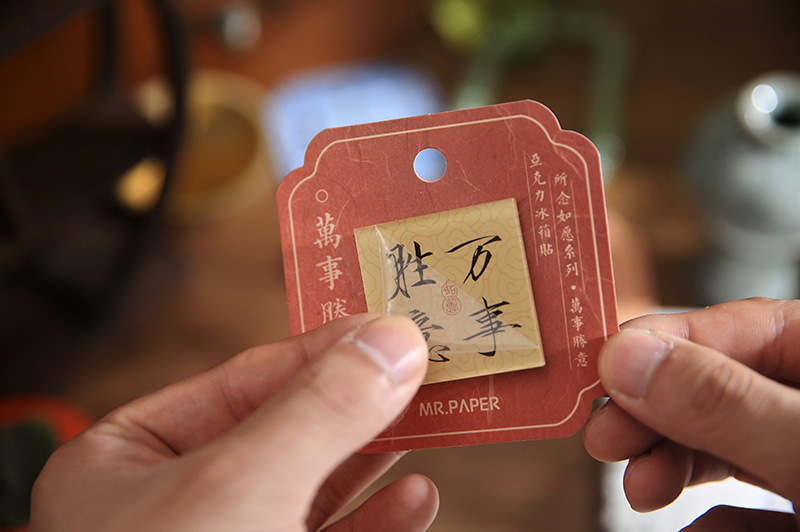 亞克力冰箱貼
所念如愿系列•萬事勝意
萬事勝
万事
胜意
MR.PAPER